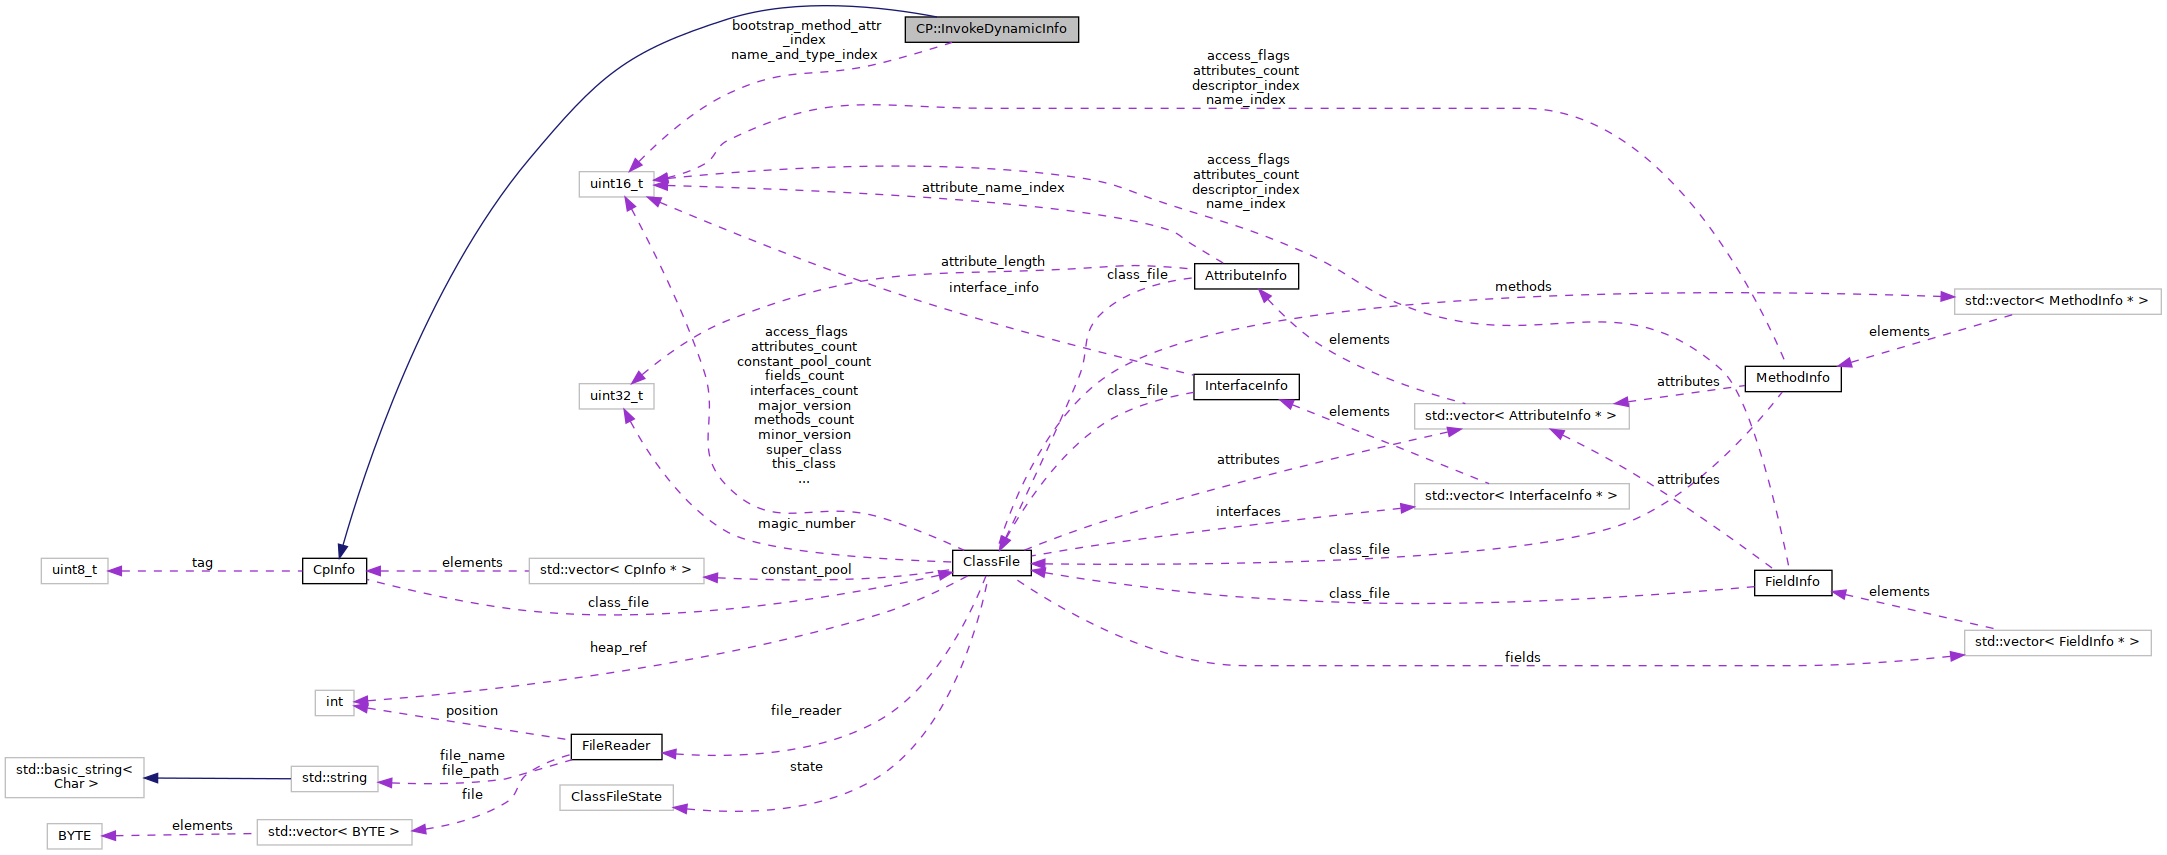 CP::InvokeDynamicInfo
bootstrap_method_attr
_index
name_and_type_index
access_flags
attributes_count
descriptor_index
name_index
access_flags
attributes_count
descriptor_index
name_index
uint16_t
attribute_name_index
attribute_length
class_file
AttributeInfo
interface_info
methods
std::vector< MethodInfo * >
elements
elements
access_flags
attributes_count
constant_pool_count
fields_count
interfaces_count
major_version
methods_count
minor_version
super_class
this_class
...
class_file
InterfaceInfo
attributes
MethodInfo
uint32_t
elements
std::vector< AttributeInfo * >
attributes
attributes
std::vector< InterfaceInfo * >
interfaces
magic_number
class_file
uint8_t
tag
CpInfo
elements
std::vector< CpInfo * >
constant_pool
ClassFile
class_file
class_file
FieldInfo
elements
heap_ref
fields
std::vector< FieldInfo * >
int
position
file_reader
FileReader
std::basic_string<
Char >
std::string
file_name
file_path
state
file
ClassFileState
BYTE
elements
std::vector< BYTE >